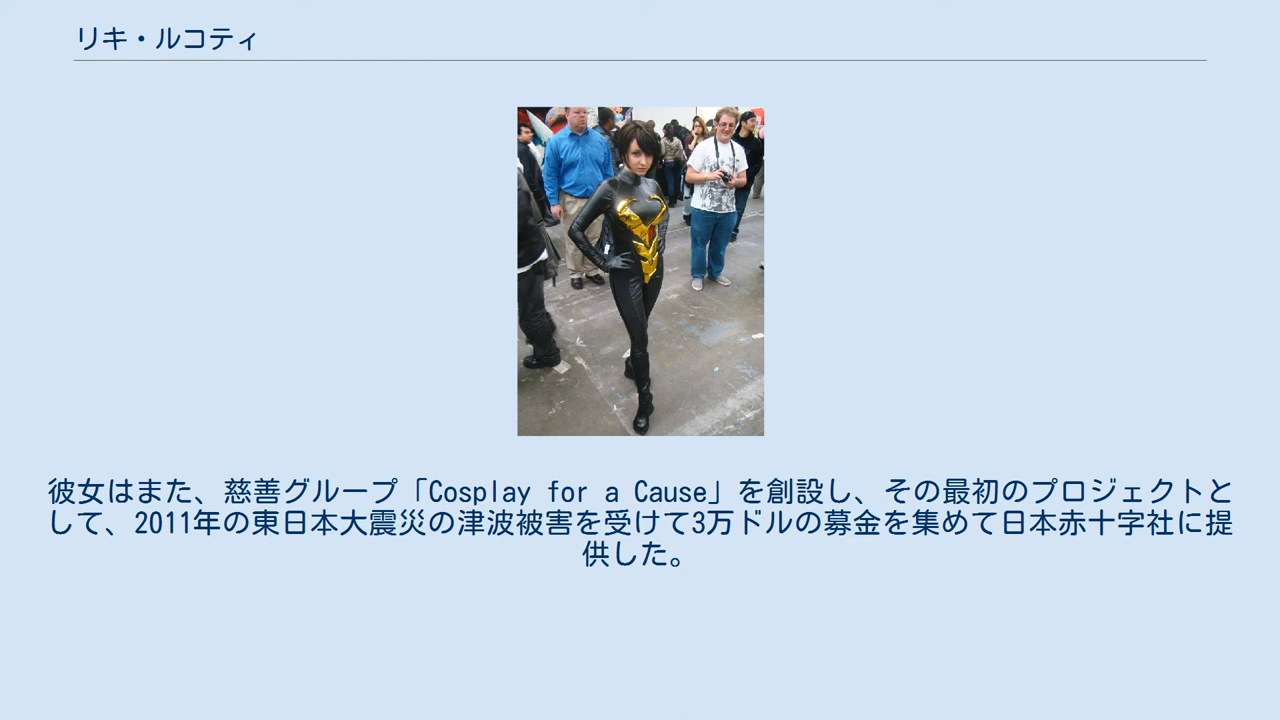 リキ・ルコティ
彼女はまた、慈善グループ「Cosplay for a Cause」を創設し、その最初のプロジェクトと
して、2011年の東日本大震災の津波被害を受けて3万ドルの募金を集めて日本赤十字社に提
供した。